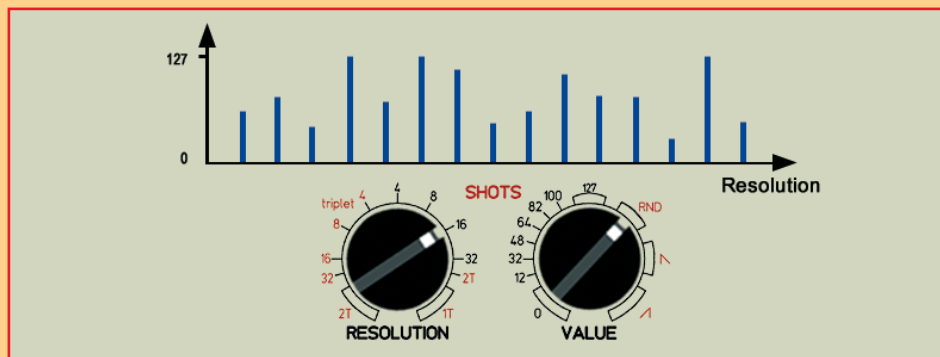 127
0
Resolution
SHOTS
triplet 4 4 8
8 16
16 32
32 2T
2T 1T
RESOLUTION
100 127 RND
82
64
48
32
12
0
VALUE